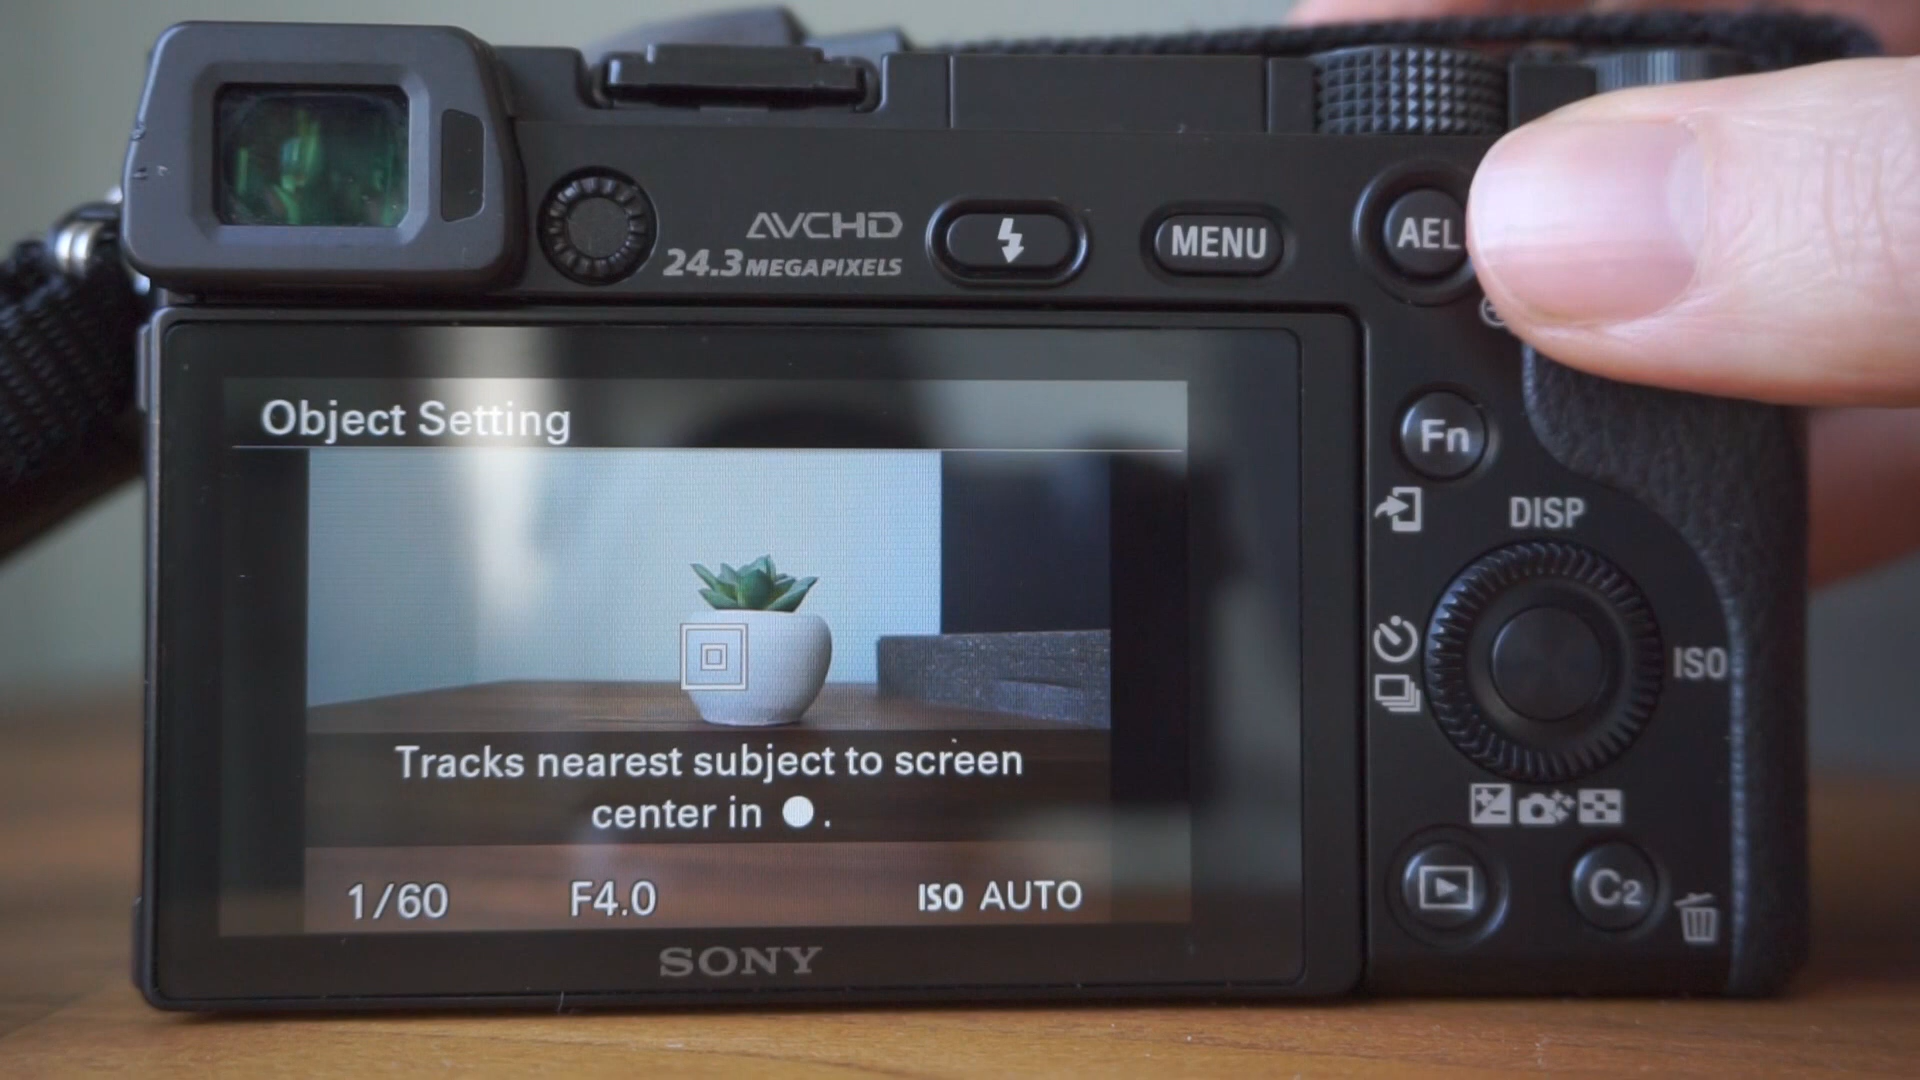 AVCHD
24.3 MEGAPIXELS
MENU
AEL
Object Setting
Fn
DISP
ISO
Tracks nearest subject to screen
center in ● .
1/60 F4.0 ISO AUTO
C2
SONY